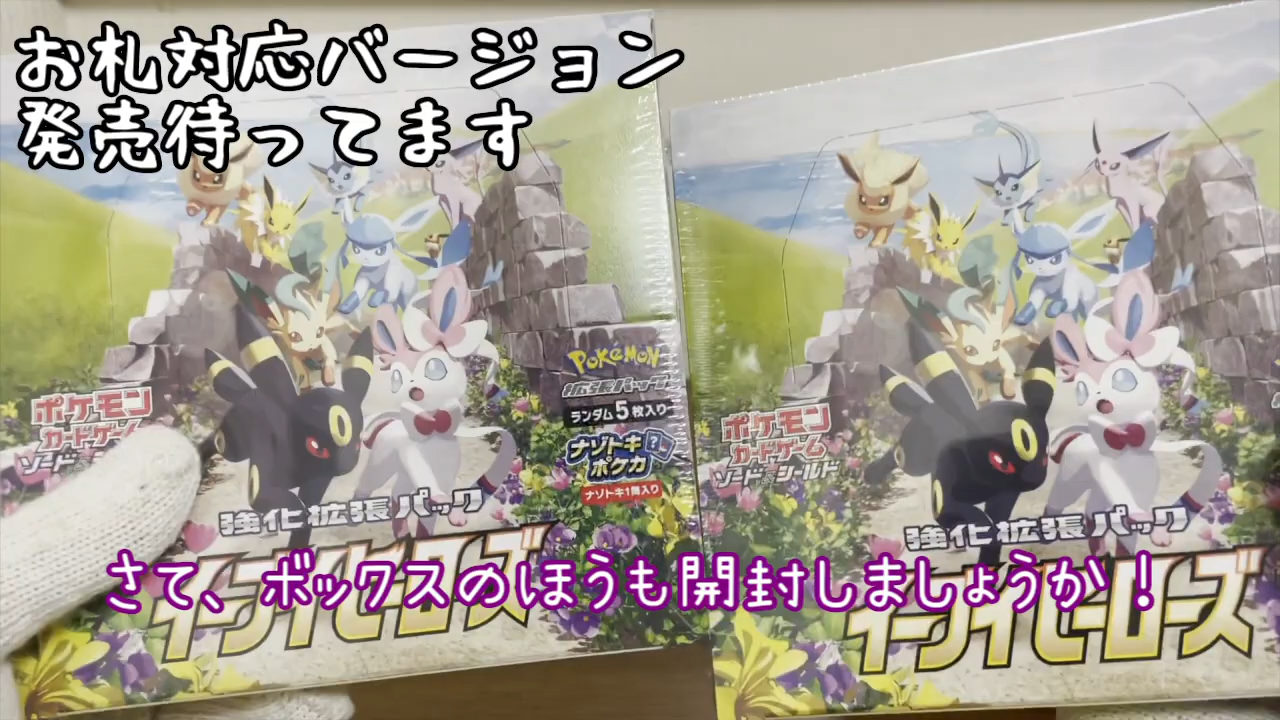 お札対応バージョン
発売待ってます
POKÉMON
拡張パック
ランダム5枚入り
ナゾトキ
ポケカ
ナゾトキ1問入り
ポケモン
カードゲーム
ソード&シールド
強化拡張パック
イーブイヒーローズ
ポケモン
カードゲーム
ソード&シールド
強化拡張パック
イーブイヒーローズ
さて、ボックスのほうも開封しましょうか！